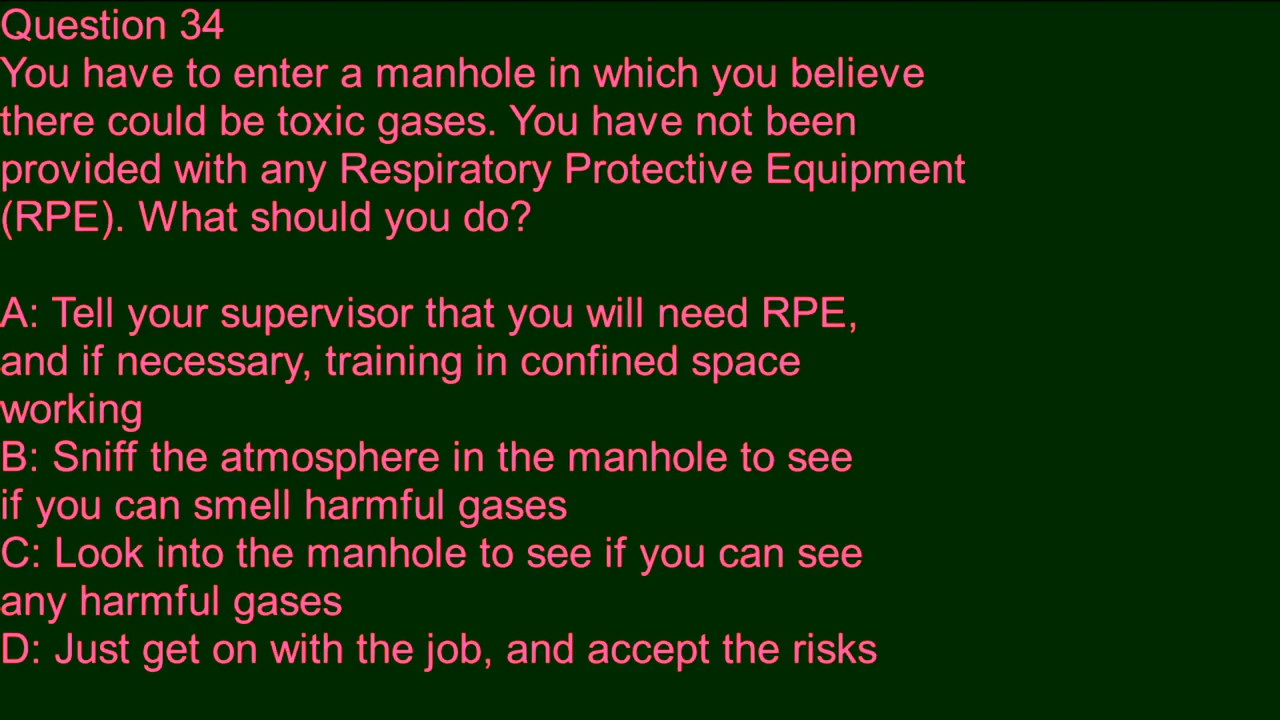 Question 34
You have to enter a manhole in which you believe
there could be toxic gases. You have not been
provided with any Respiratory Protective Equipment
(RPE). What should you do?
A: Tell your supervisor that you will need RPE,
and if necessary, training in confined space
working
B: Sniff the atmosphere in the manhole to see
if you can smell harmful gases
C: Look into the manhole to see if you can see
any harmful gases
D: Just get on with the job, and accept the risks